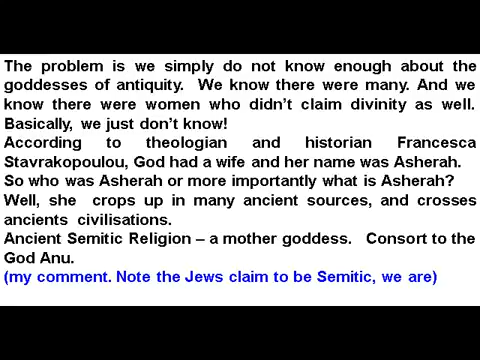 The problem is we simply do not know enough about the
goddesses of antiquity. We know there were many. And we
know there were women who didn't claim divinity as well.
Basically, we just don't know!
According to theologian and historian Francesca
Stavrakopoulou, God had a wife and her name was Asherah.
So who was Asherah or more importantly what is Asherah?
Well, she crops up in many ancient sources, and crosses
ancients civilisations.
Ancient Semitic Religion – a mother goddess. Consort to the
God Anu.
(my comment. Note the Jews claim to be Semitic, we are)